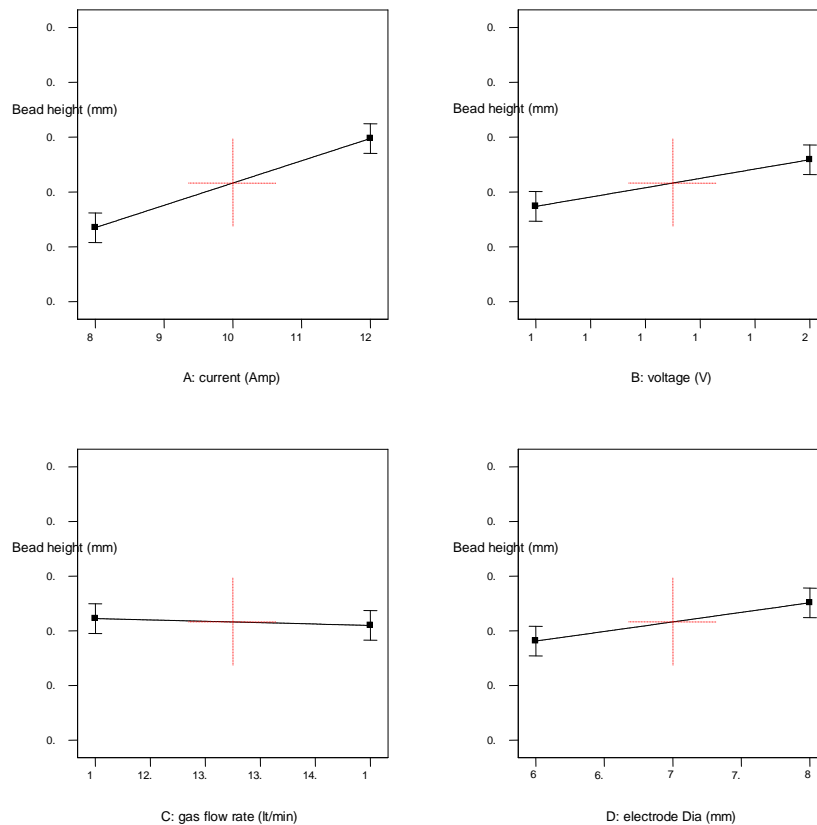 0.
0.
Bead height (mm)
0.
0.
0.
0.
8 9 10 11 12
A: current (Amp)
0.
0.
Bead height (mm)
0.
0.
0.
0.
1 1 1 1 1 2
B: voltage (V)
0.
0.
Bead height (mm)
0.
0.
0.
0.
1 12. 13. 13. 14. 1
C: gas flow rate (lt/min)
0.
0.
Bead height (mm)
0.
0.
0.
0.
6 6. 7 7. 8
D: electrode Dia (mm)